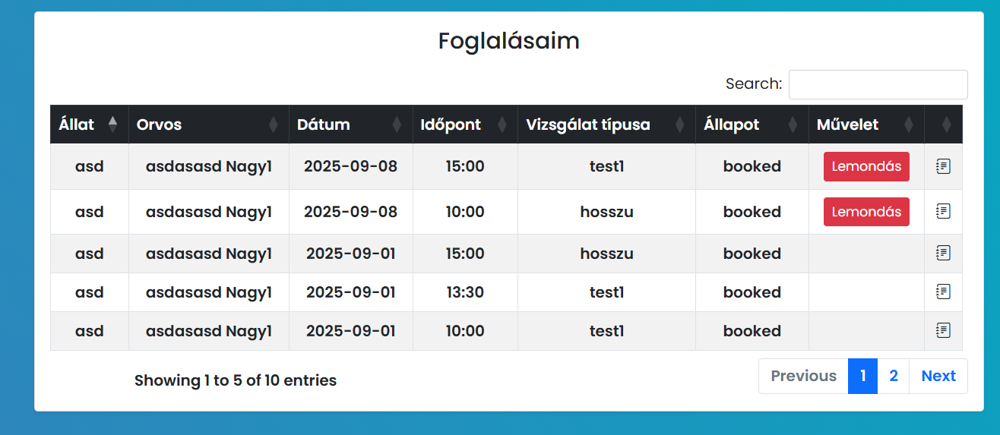 Foglalásaim
Search:
Állat Orvos Dátum Időpont Vizsgálat típusa Állapot Művelet
asd asdasasd Nagy1 2025-09-08 15:00 test1 booked Lemondás
asd asdasasd Nagy1 2025-09-08 10:00 hosszu booked Lemondás
asd asdasasd Nagy1 2025-09-01 15:00 hosszu booked
asd asdasasd Nagy1 2025-09-01 13:30 test1 booked
asd asdasasd Nagy1 2025-09-01 10:00 test1 booked
Showing 1 to 5 of 10 entries Previous 1 2 Next